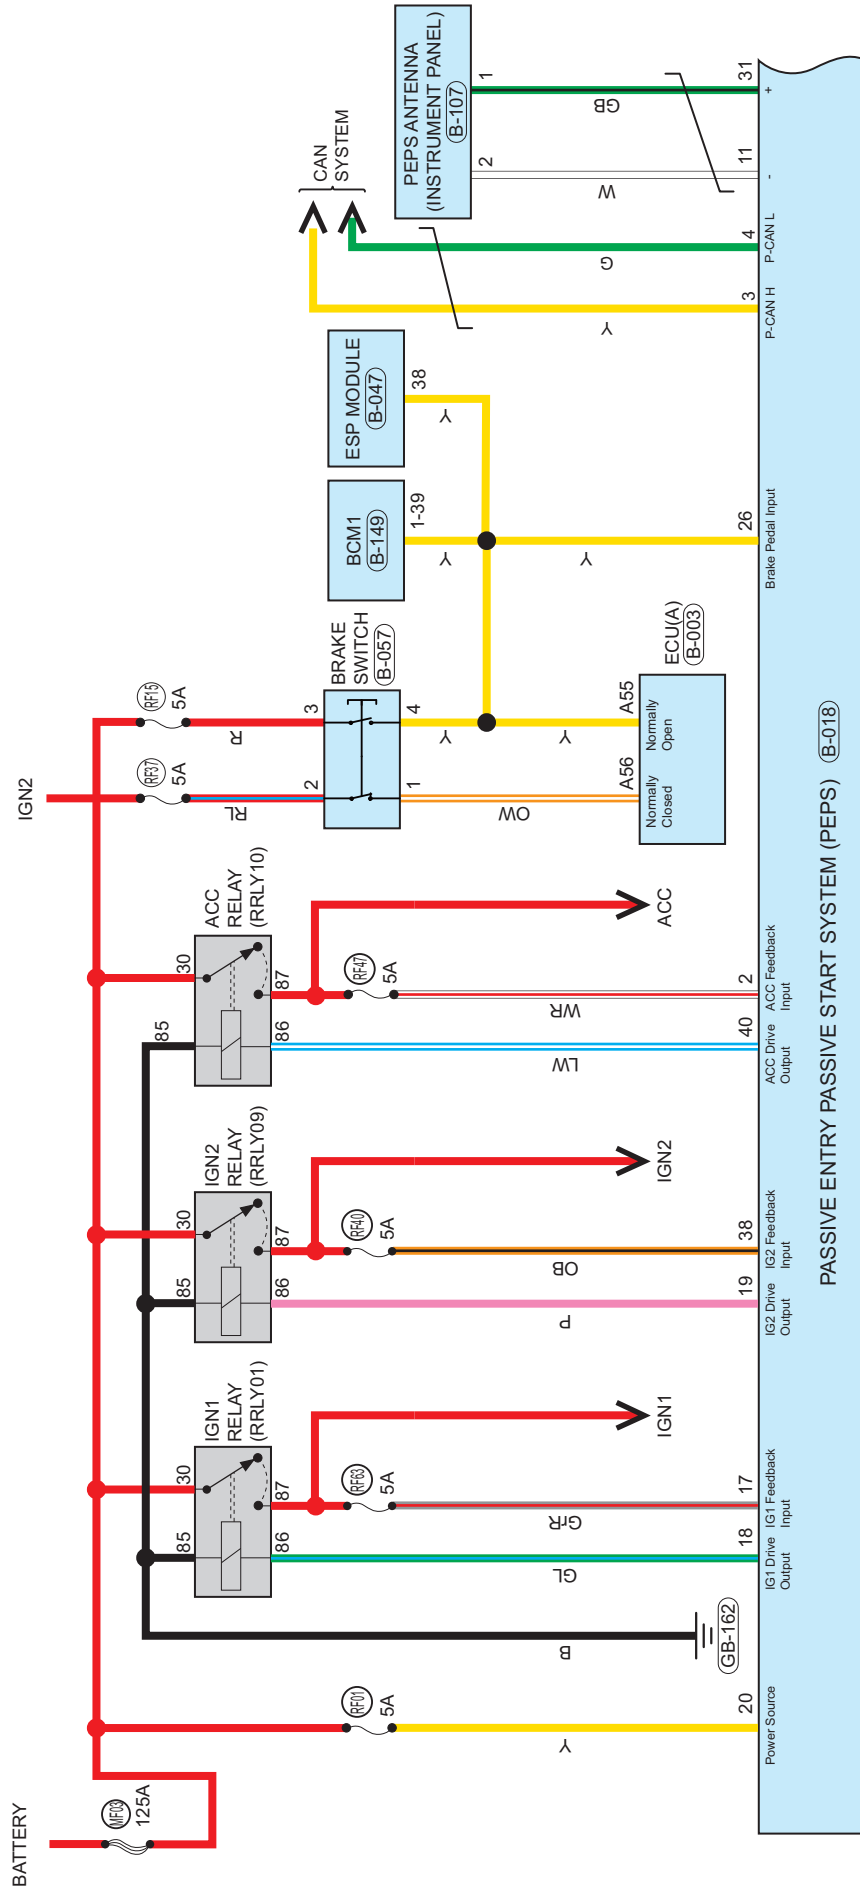 BATTERY
MF03
125A
RF01
5A
Y
20
Power Source
B
GB-162
IGN1
RELAY
(RRLY01)
85
30
86
87
RF63
5A
GL
GrR
IGN1
18
17
IG1 Drive
Output
IG1 Feedback
Input
IGN2
RELAY
(RRLY09)
85
30
86
87
RF40
5A
P
OB
IGN2
19
38
IG2 Drive
Output
IG2 Feedback
Input
ACC
RELAY
(RRLY10)
85
30
86
87
RF47
5A
LW
WR
ACC
40
2
ACC Drive
Output
ACC Feedback
Input
IGN2
RF37
5A
RF15
5A
RL
R
2
3
BRAKE
SWITCH
B-057
1
4
OW
Y
Y
A56
A55
Normally
Closed
Normally
Open
ECU(A)
B-003
BCM1
B-149
1-39
Y
ESP MODULE
B-047
38
Y
Y
26
Brake Pedal Input
CAN
SYSTEM
Y
G
3
4
P-CAN H
P-CAN L
PEPS ANTENNA
(INSTRUMENT PANEL)
B-107
2
1
W
GB
11
31
-
+
PASSIVE ENTRY PASSIVE START SYSTEM (PEPS) B-018